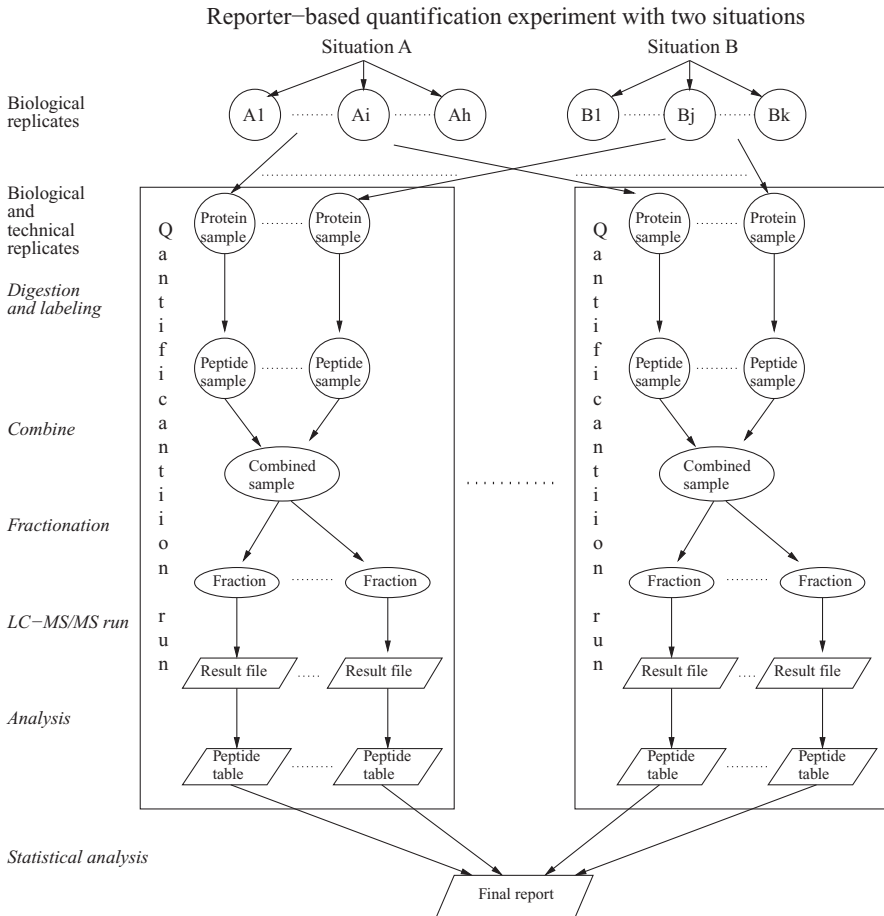 Reporter−based quantification experiment with two situations
Situation A
Situation B
Biological
replicates
A1
Ai
Ah
B1
Bj
Bk
Biological
and
technical
replicates
Protein
sample
Protein
sample
Protein
sample
Protein
sample
Qantification run
Qantification run
Digestion
and labeling
Peptide
sample
Peptide
sample
Peptide
sample
Peptide
sample
Combine
Combined
sample
Combined
sample
Fractionation
Fraction
Fraction
Fraction
Fraction
LC−MS/MS run
Result file
Result file
Result file
Result file
Analysis
Peptide
table
Peptide
table
Peptide
table
Peptide
table
Statistical analysis
Final report